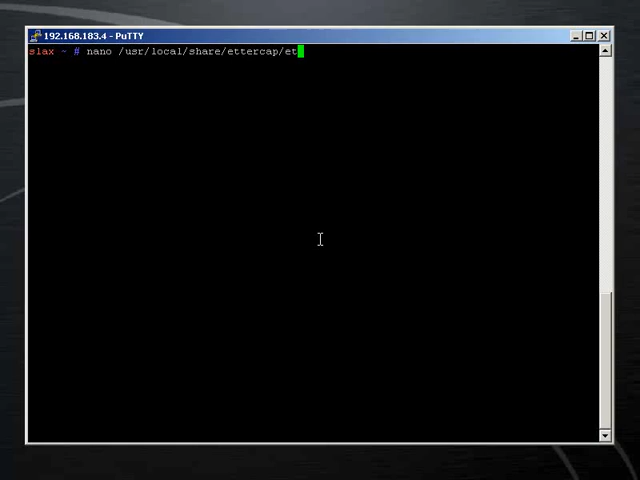 192.168.183.4 - PuTTY
slax ~ # nano /usr/local/share/ettercap/et